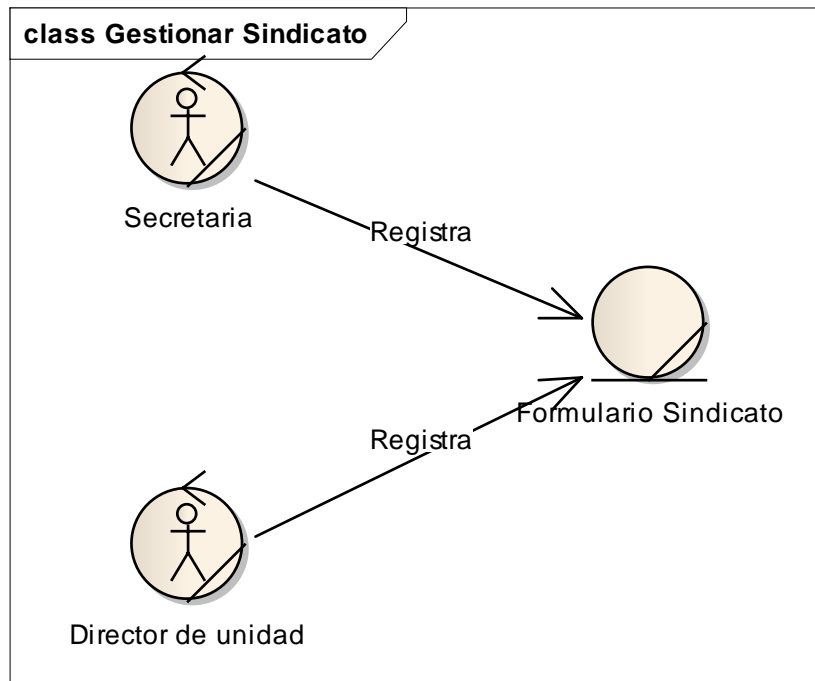 class Gestionar Sindicato
Secretaria
Registra
Formulario Sindicato
Registra
Director de unidad